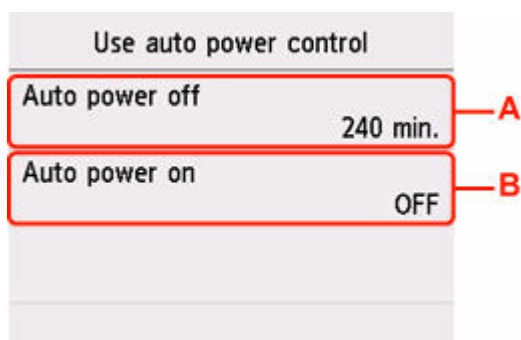 Use auto power control
Auto power off
240 min.
A
Auto power on
OFF
B